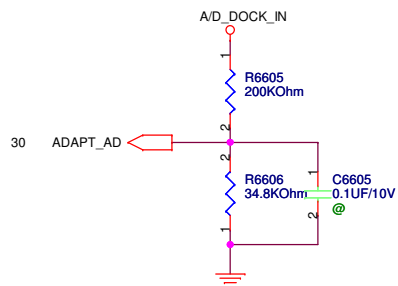 A/D_DOCK_IN
1
R6605
200KOhm
2
30 ADAPT_AD
2
R6606
34.8KOhm
1
1
C6605
0.1UF/10V
@
2